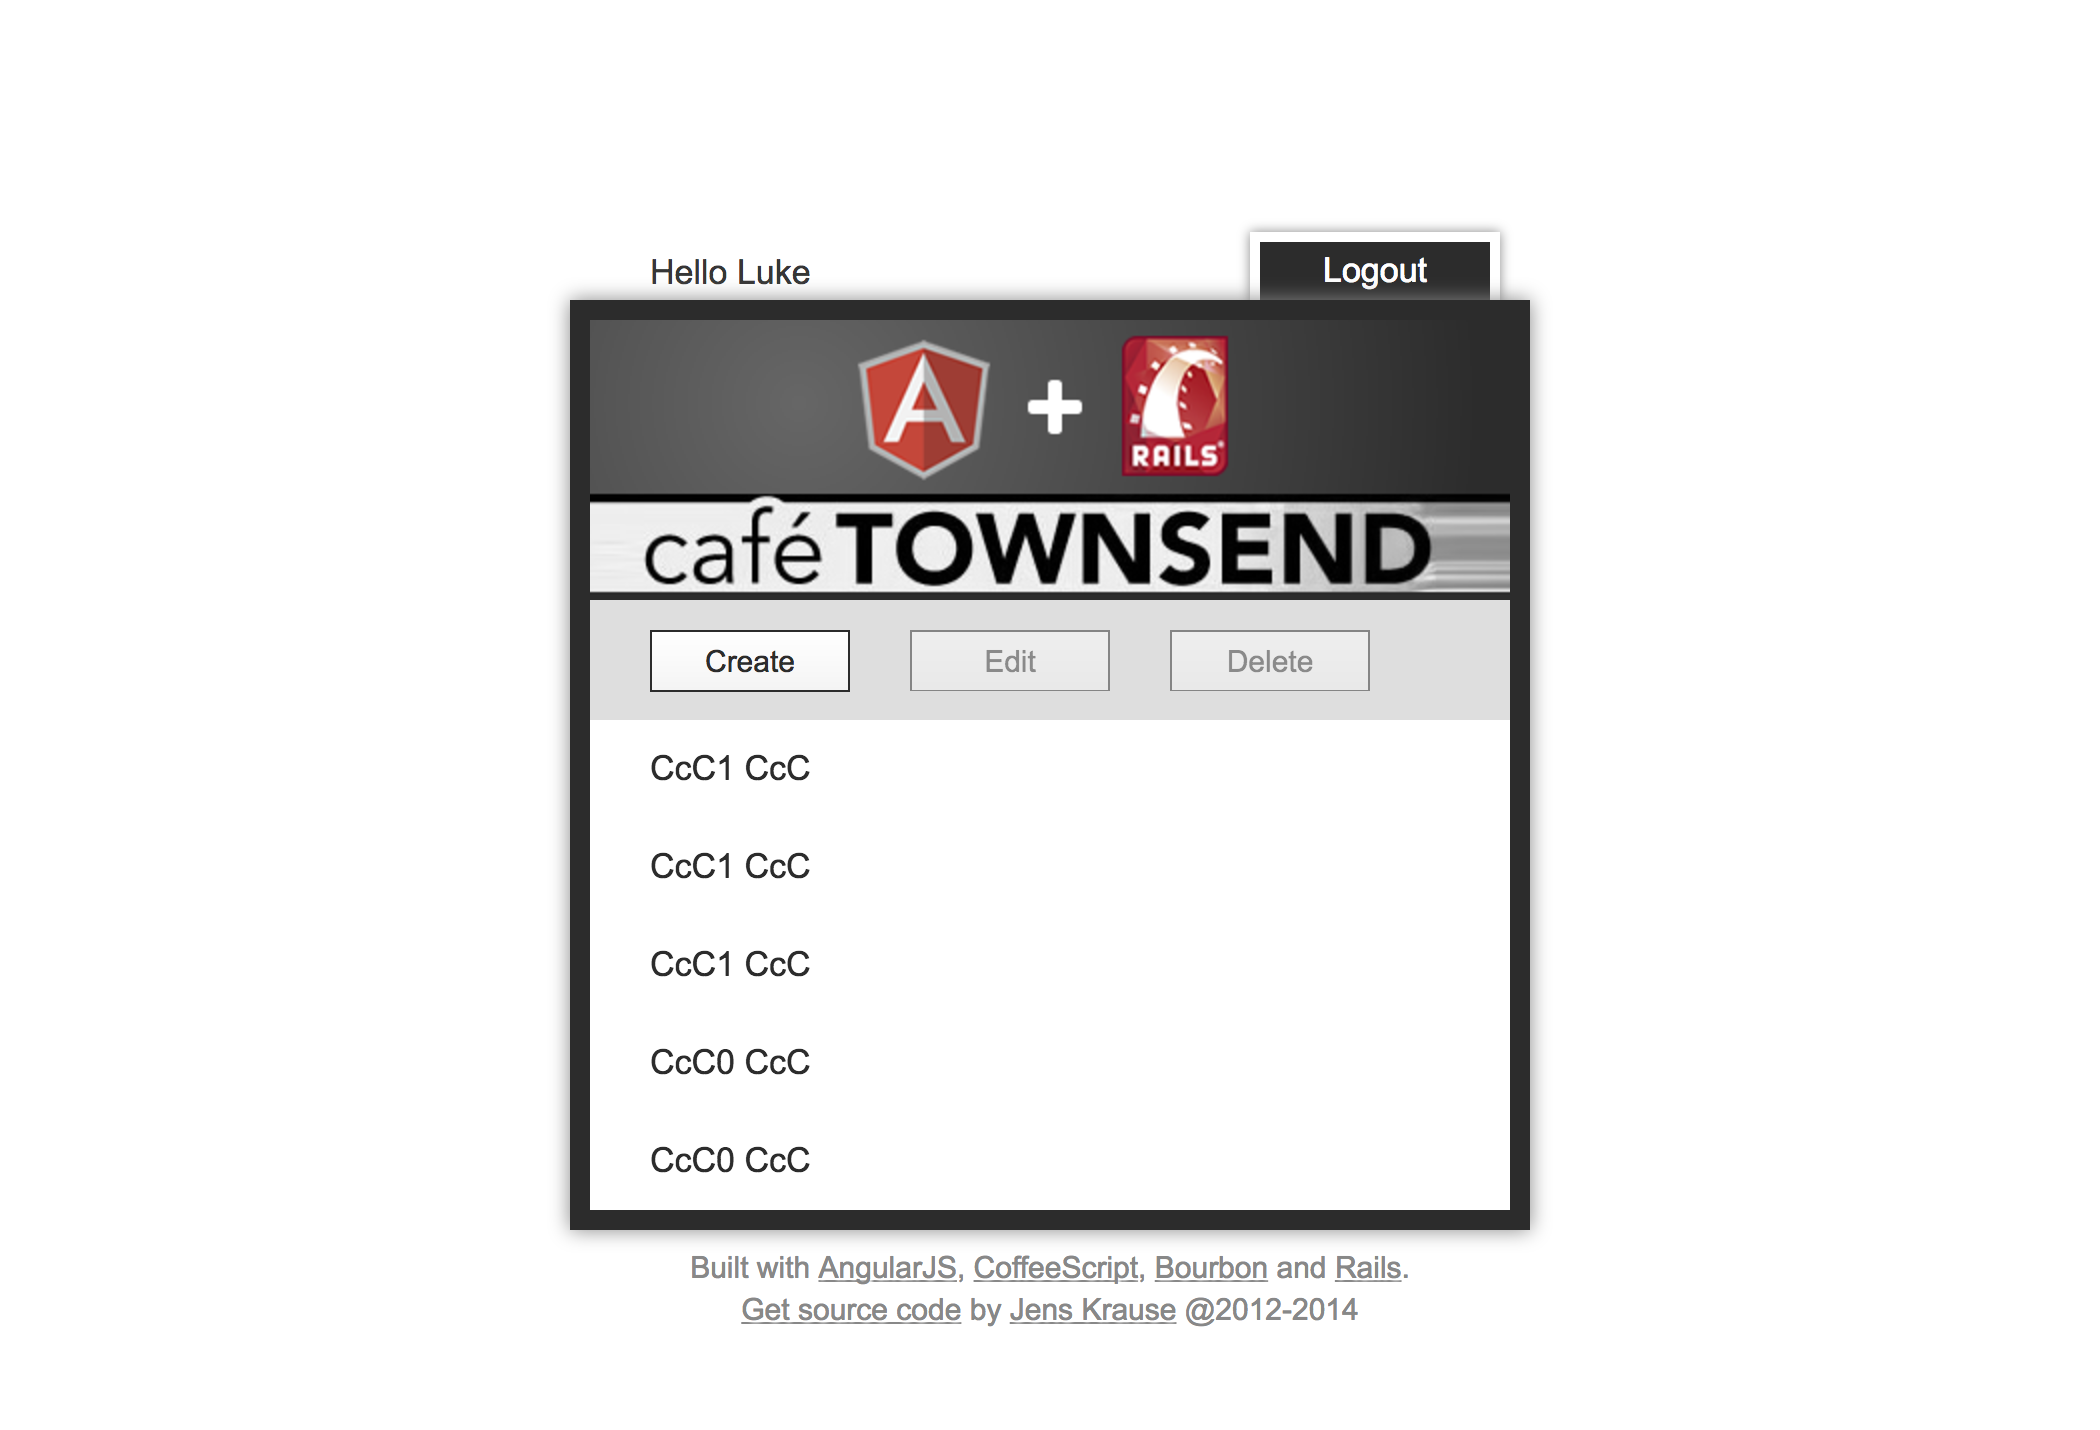 Hello Luke
Logout
A
RAILS
café TOWNSEND
Create
Edit
Delete
CcC1 CcC
CcC1 CcC
CcC1 CcC
CcC0 CcC
CcC0 CcC
Built with AngularJS, CoffeeScript, Bourbon and Rails.
Get source code by Jens Krause @2012-2014